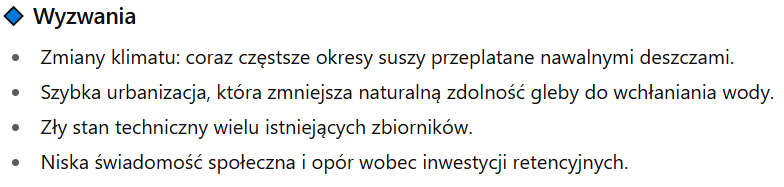 Wyzwania
Zmiany klimatu: coraz częstsze okresy suszy przeplatane nawalnymi deszczami.
Szybka urbanizacja, która zmniejsza naturalną zdolność gleby do wchłaniania wody.
Zły stan techniczny wielu istniejących zbiorników.
Niska świadomość społeczna i opór wobec inwestycji retencyjnych.